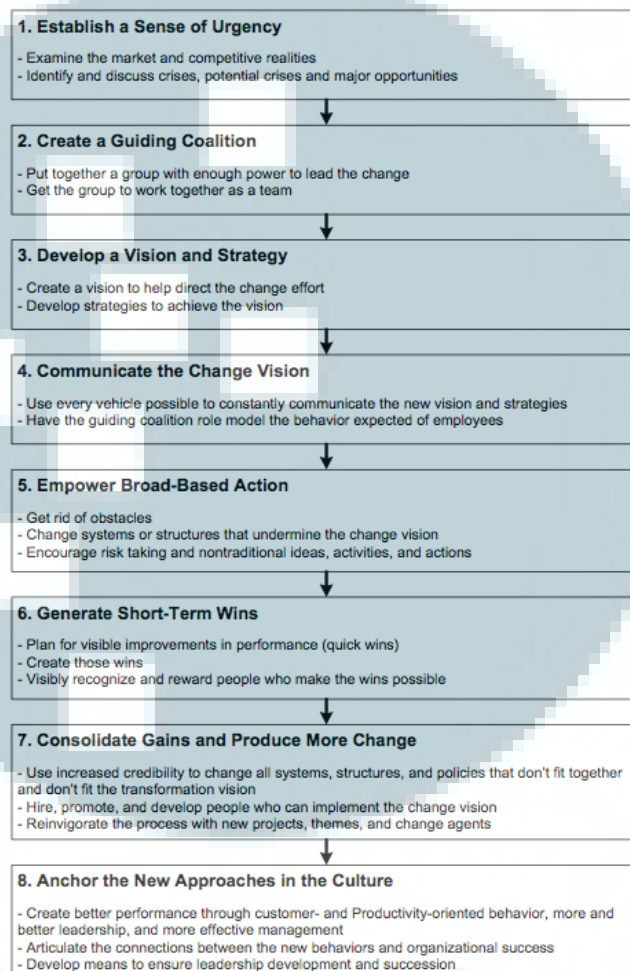 1. Establish a Sense of Urgency
- Examine the market and competitive realities
- Identify and discuss crises, potential crises and major opportunities
2. Create a Guiding Coalition
- Put together a group with enough power to lead the change
- Get the group to work together as a team
3. Develop a Vision and Strategy
- Create a vision to help direct the change effort
- Develop strategies to achieve the vision
4. Communicate the Change Vision
- Use every vehicle possible to constantly communicate the new vision and strategies
- Have the guiding coalition role model the behavior expected of employees
5. Empower Broad-Based Action
- Get rid of obstacles
- Change systems or structures that undermine the change vision
- Encourage risk taking and nontraditional ideas, activities, and actions
6. Generate Short-Term Wins
- Plan for visible improvements in performance (quick wins)
- Create those wins
- Visibly recognize and reward people who make the wins possible
7. Consolidate Gains and Produce More Change
- Use increased credibility to change all systems, structures, and policies that don't fit together
and don't fit the transformation vision
- Hire, promote, and develop people who can implement the change vision
- Reinvigorate the process with new projects, themes, and change agents
8. Anchor the New Approaches in the Culture
- Create better performance through customer- and Productivity-oriented behavior, more and
better leadership, and more effective management
- Articulate the connections between the new behaviors and organizational success
- Develop means to ensure leadership development and succession